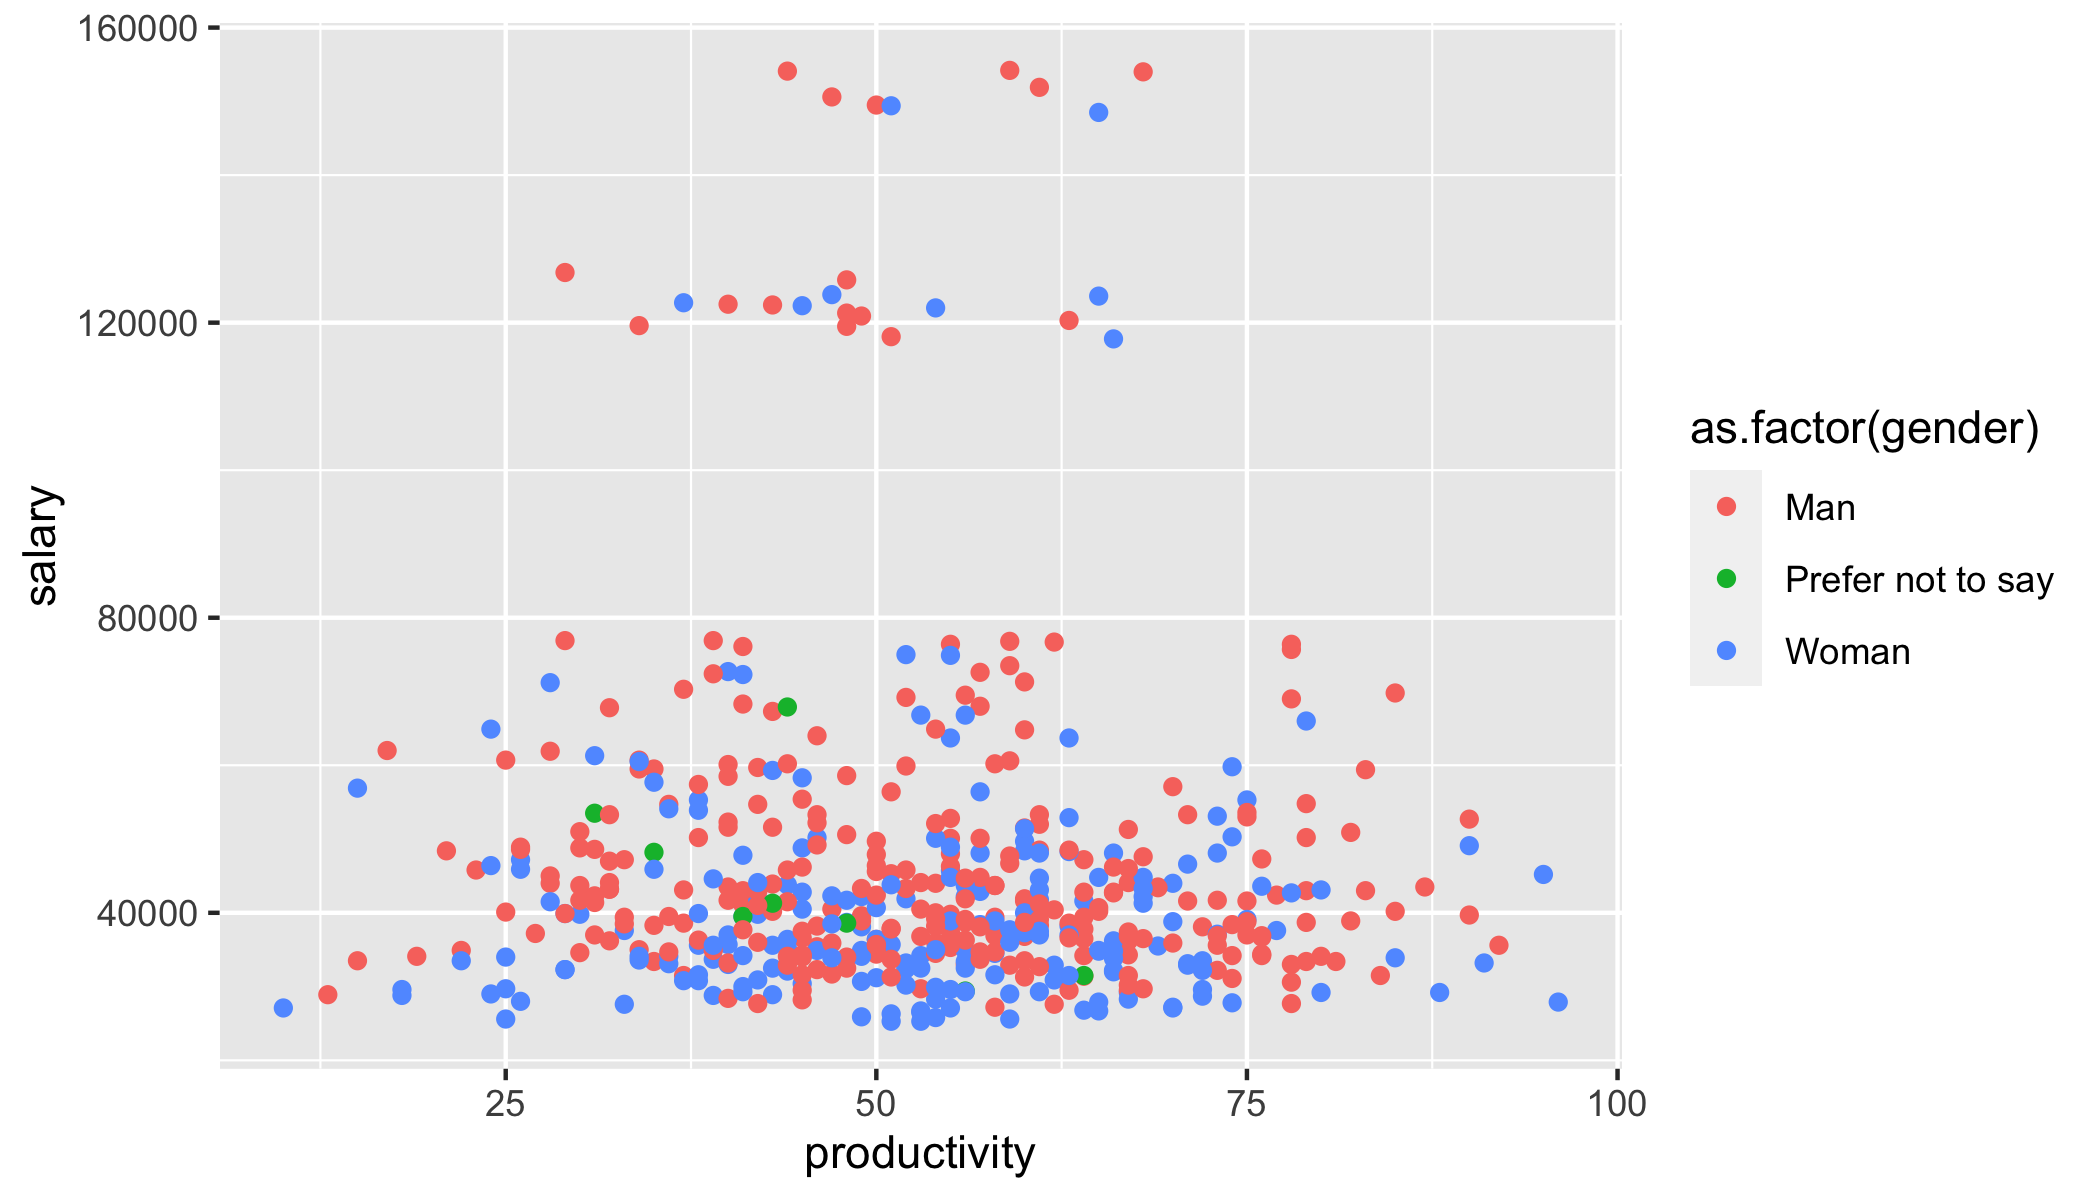 160000
120000
80000
40000
salary
25 50 75 100
productivity
as.factor(gender)
Man
Prefer not to say
Woman